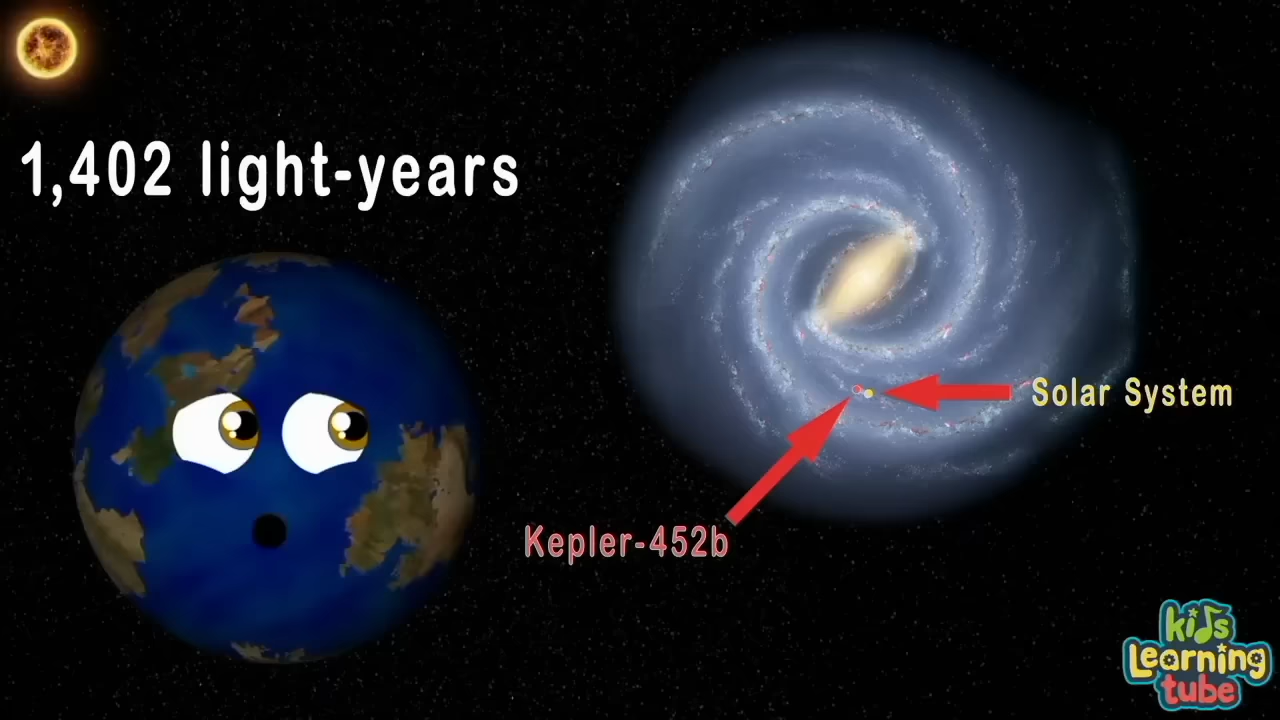 1,402 light-years
Solar System
Kepler-452b
kids
Learning
tube